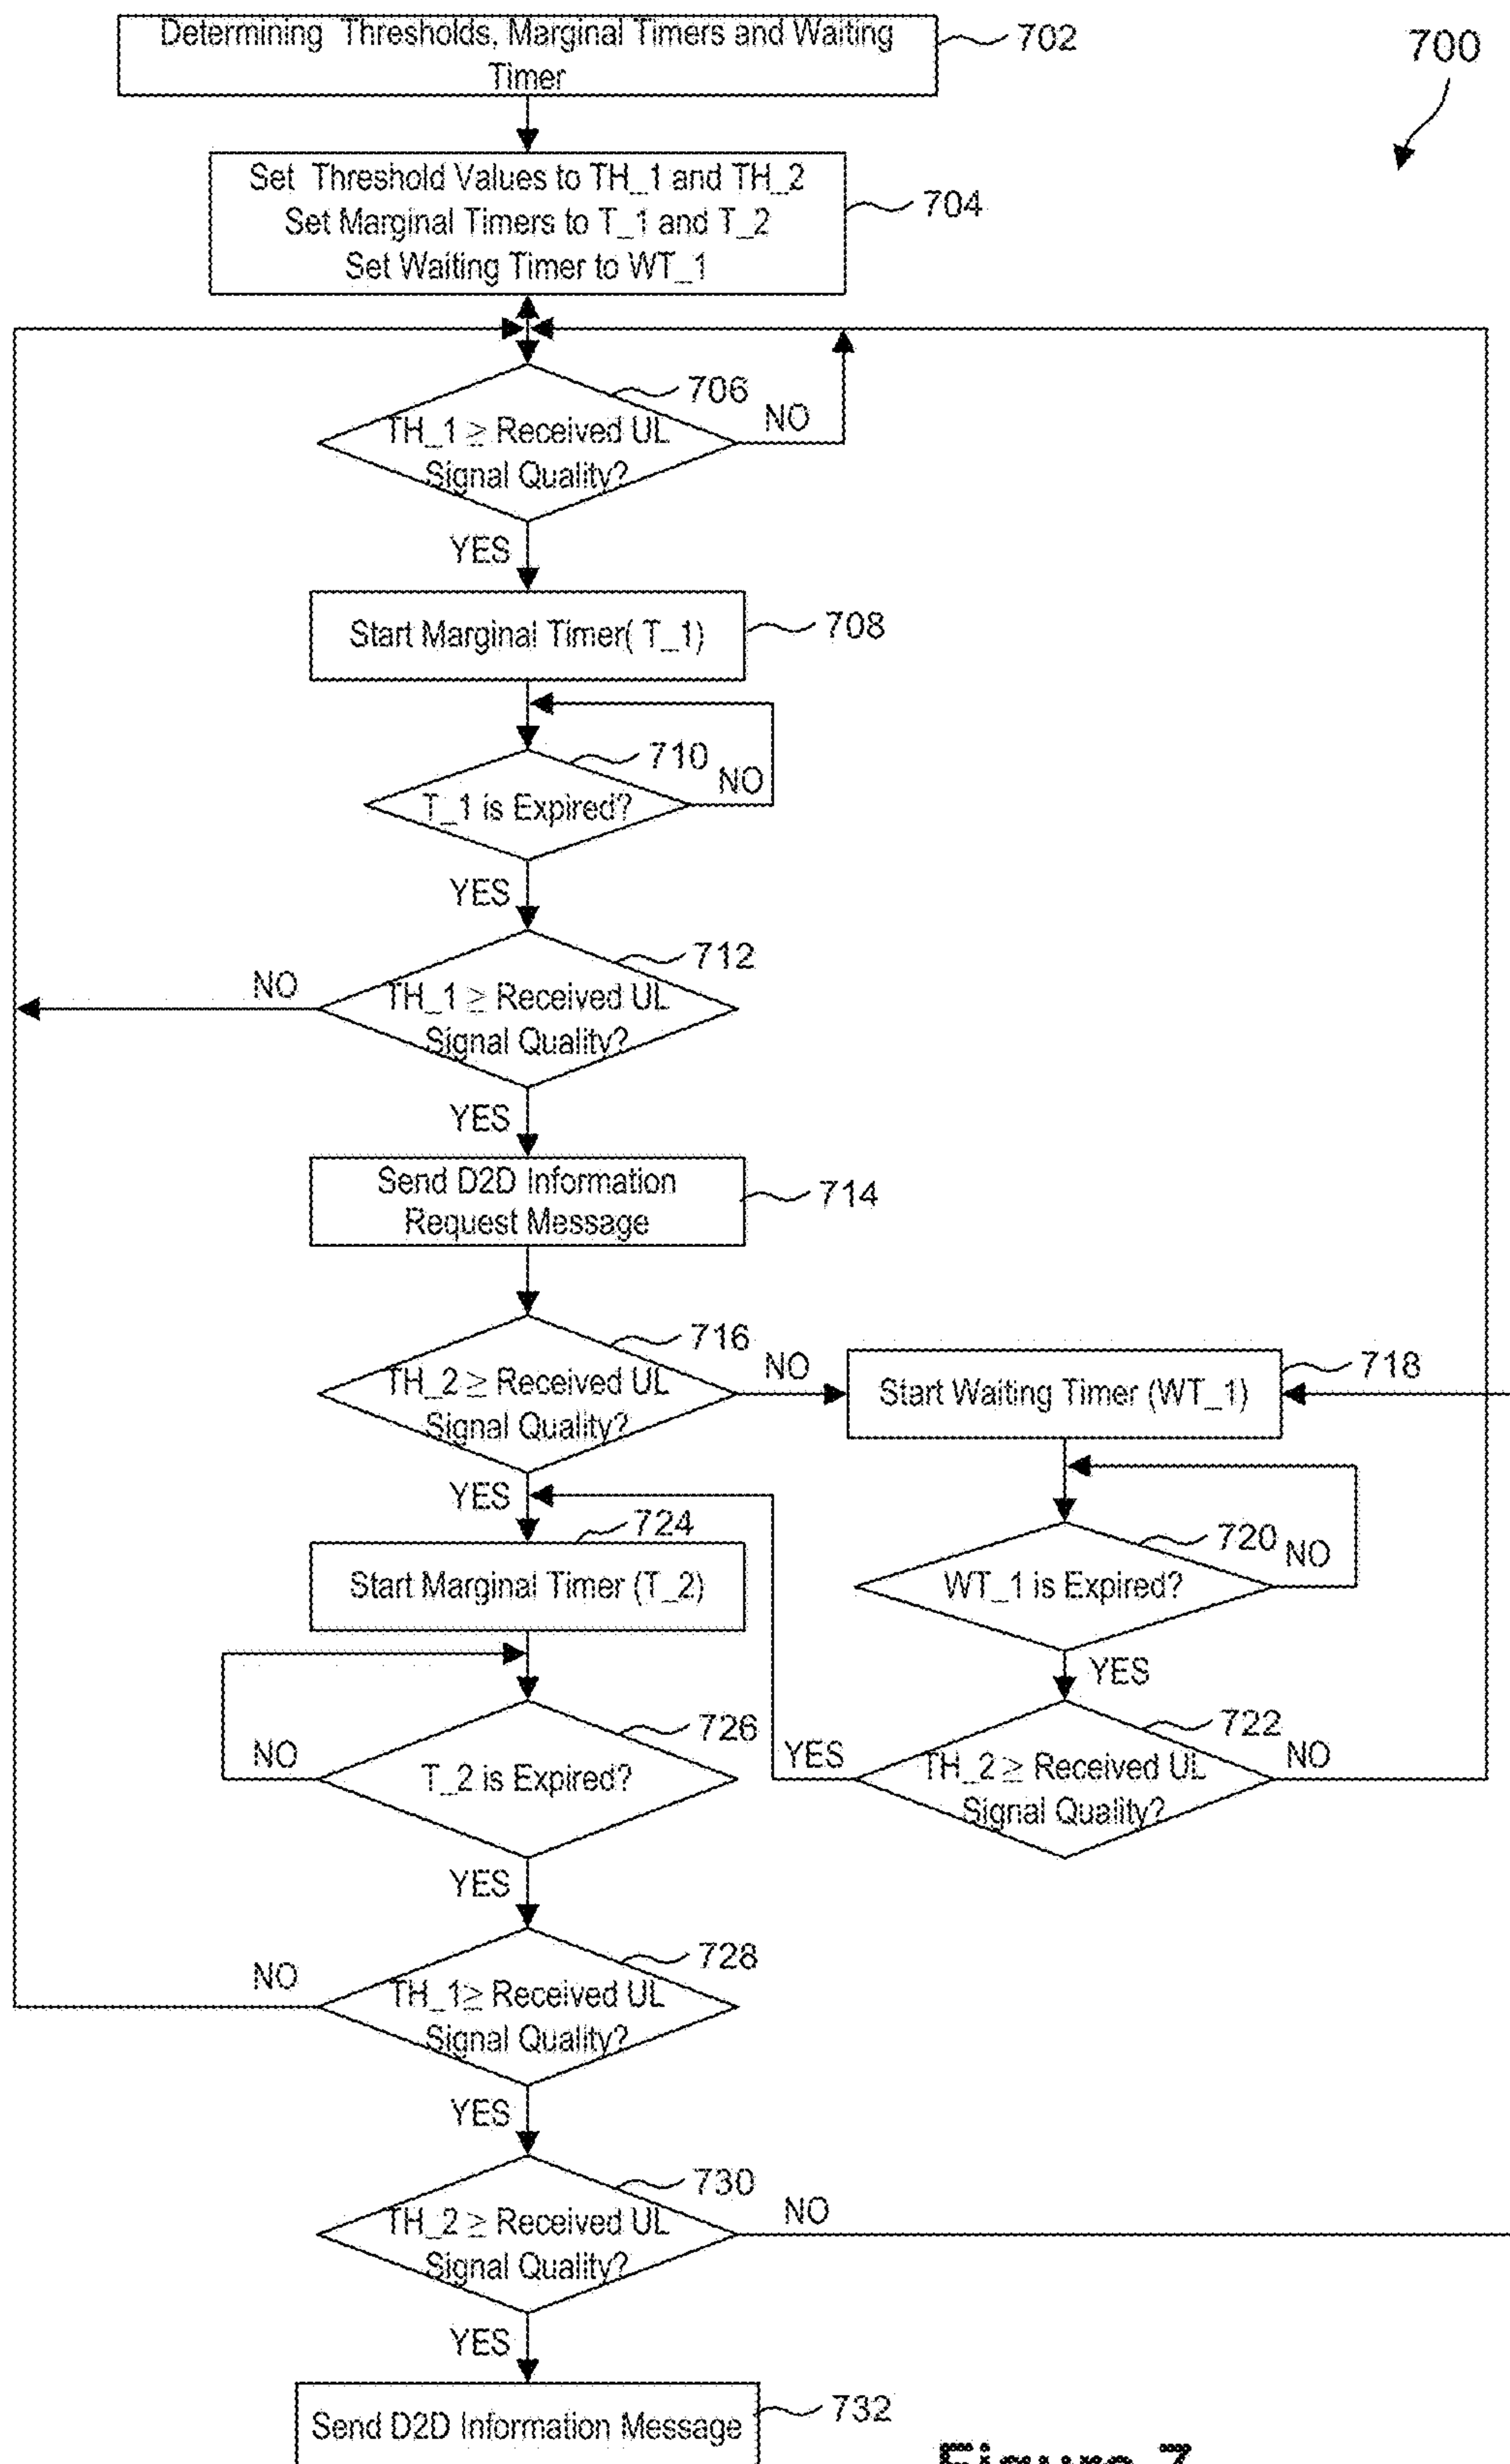 Determining Thresholds, Marginal Timers and Waiting
Timer
702
700
Set Threshold Values to TH_1 and TH_2
Set Marginal Timers to T_1 and T_2
Set Waiting Timer to WT_1
704
706
TH_1 ≥ Received UL
Signal Quality?
NO
YES
Start Marginal Timer( T_1)
708
710
T_1 is Expired?
NO
YES
712
TH_1 ≥ Received UL
Signal Quality?
NO
YES
Send D2D Information
Request Message
714
716
TH_2 ≥ Received UL
Signal Quality?
NO
YES
Start Waiting Timer (WT_1)
718
720
WT_1 is Expired?
NO
YES
722
TH_2 ≥ Received UL
Signal Quality?
YES
NO
724
Start Marginal Timer (T_2)
726
T_2 is Expired?
NO
YES
728
TH_1≥ Received UL
Signal Quality?
NO
YES
730
TH_2 ≥ Received UL
Signal Quality?
NO
YES
Send D2D Information Message
732
Figure 7